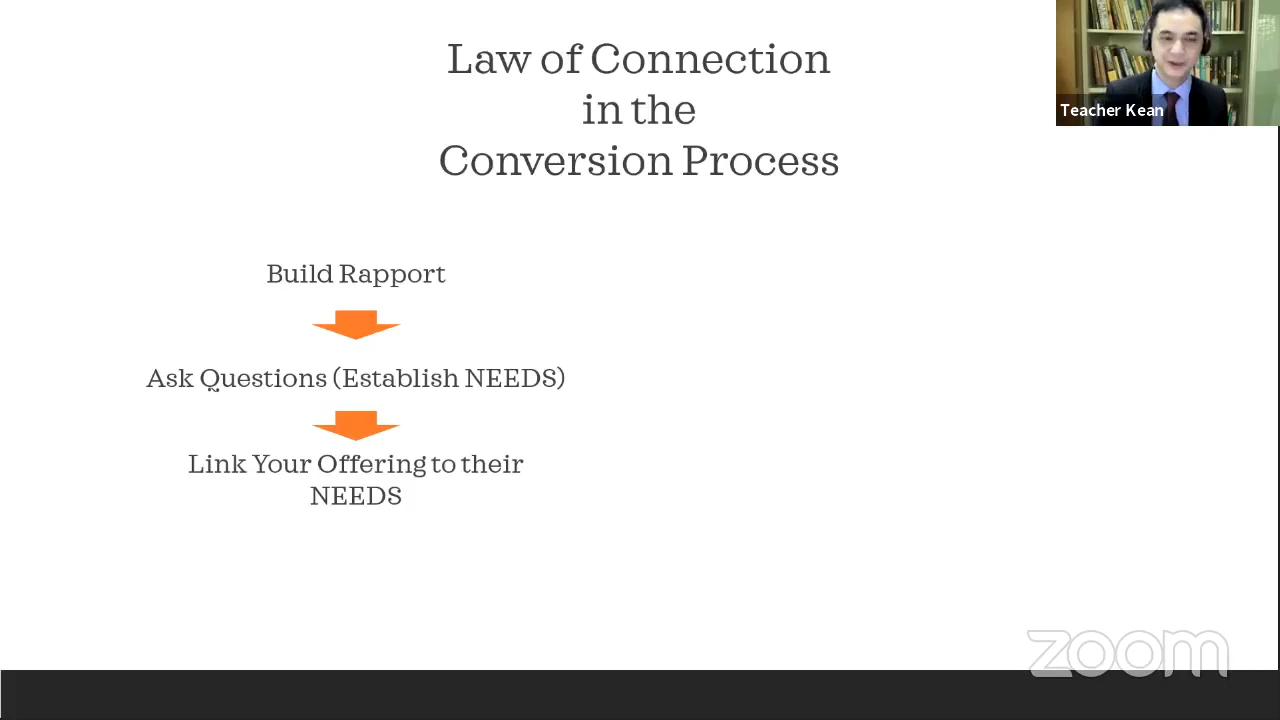 Law of Connection
in the
Conversion Process
Teacher Kean
Build Rapport
Ask Questions (Establish NEEDS)
Link Your Offering to their
NEEDS
zoom